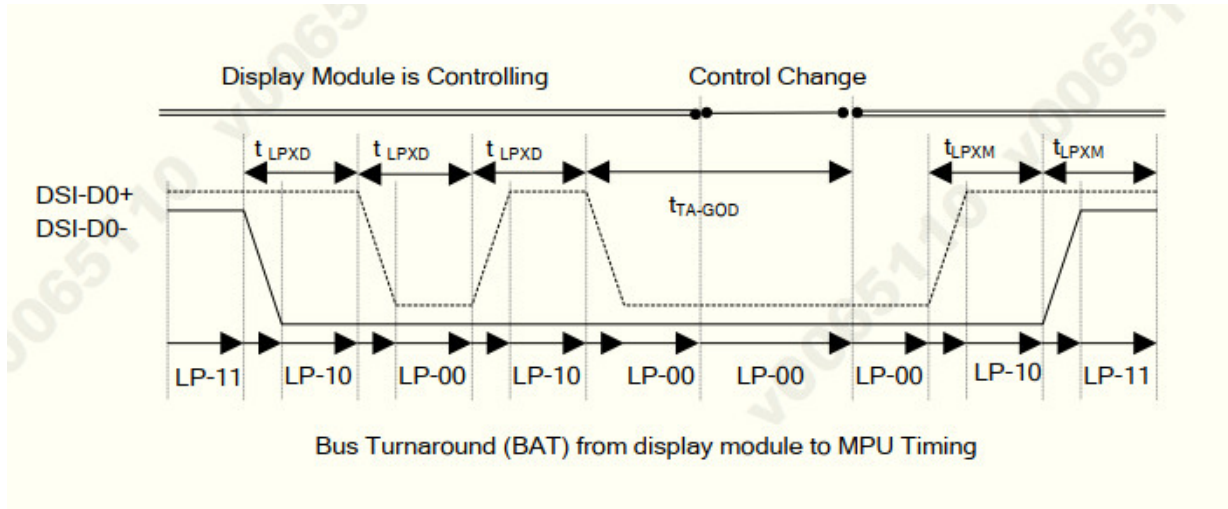 Display Module is Controlling Control Change
t LPXD t LPXD t LPXD tLPXM tLPXM
DSI-D0+
tTA-GOD
DSI-D0-
LP-11 LP-10 LP-00 LP-10 LP-00 LP-00 LP-00 LP-10 LP-11
Bus Turnaround (BAT) from display module to MPU Timing
v0065110
v0065110